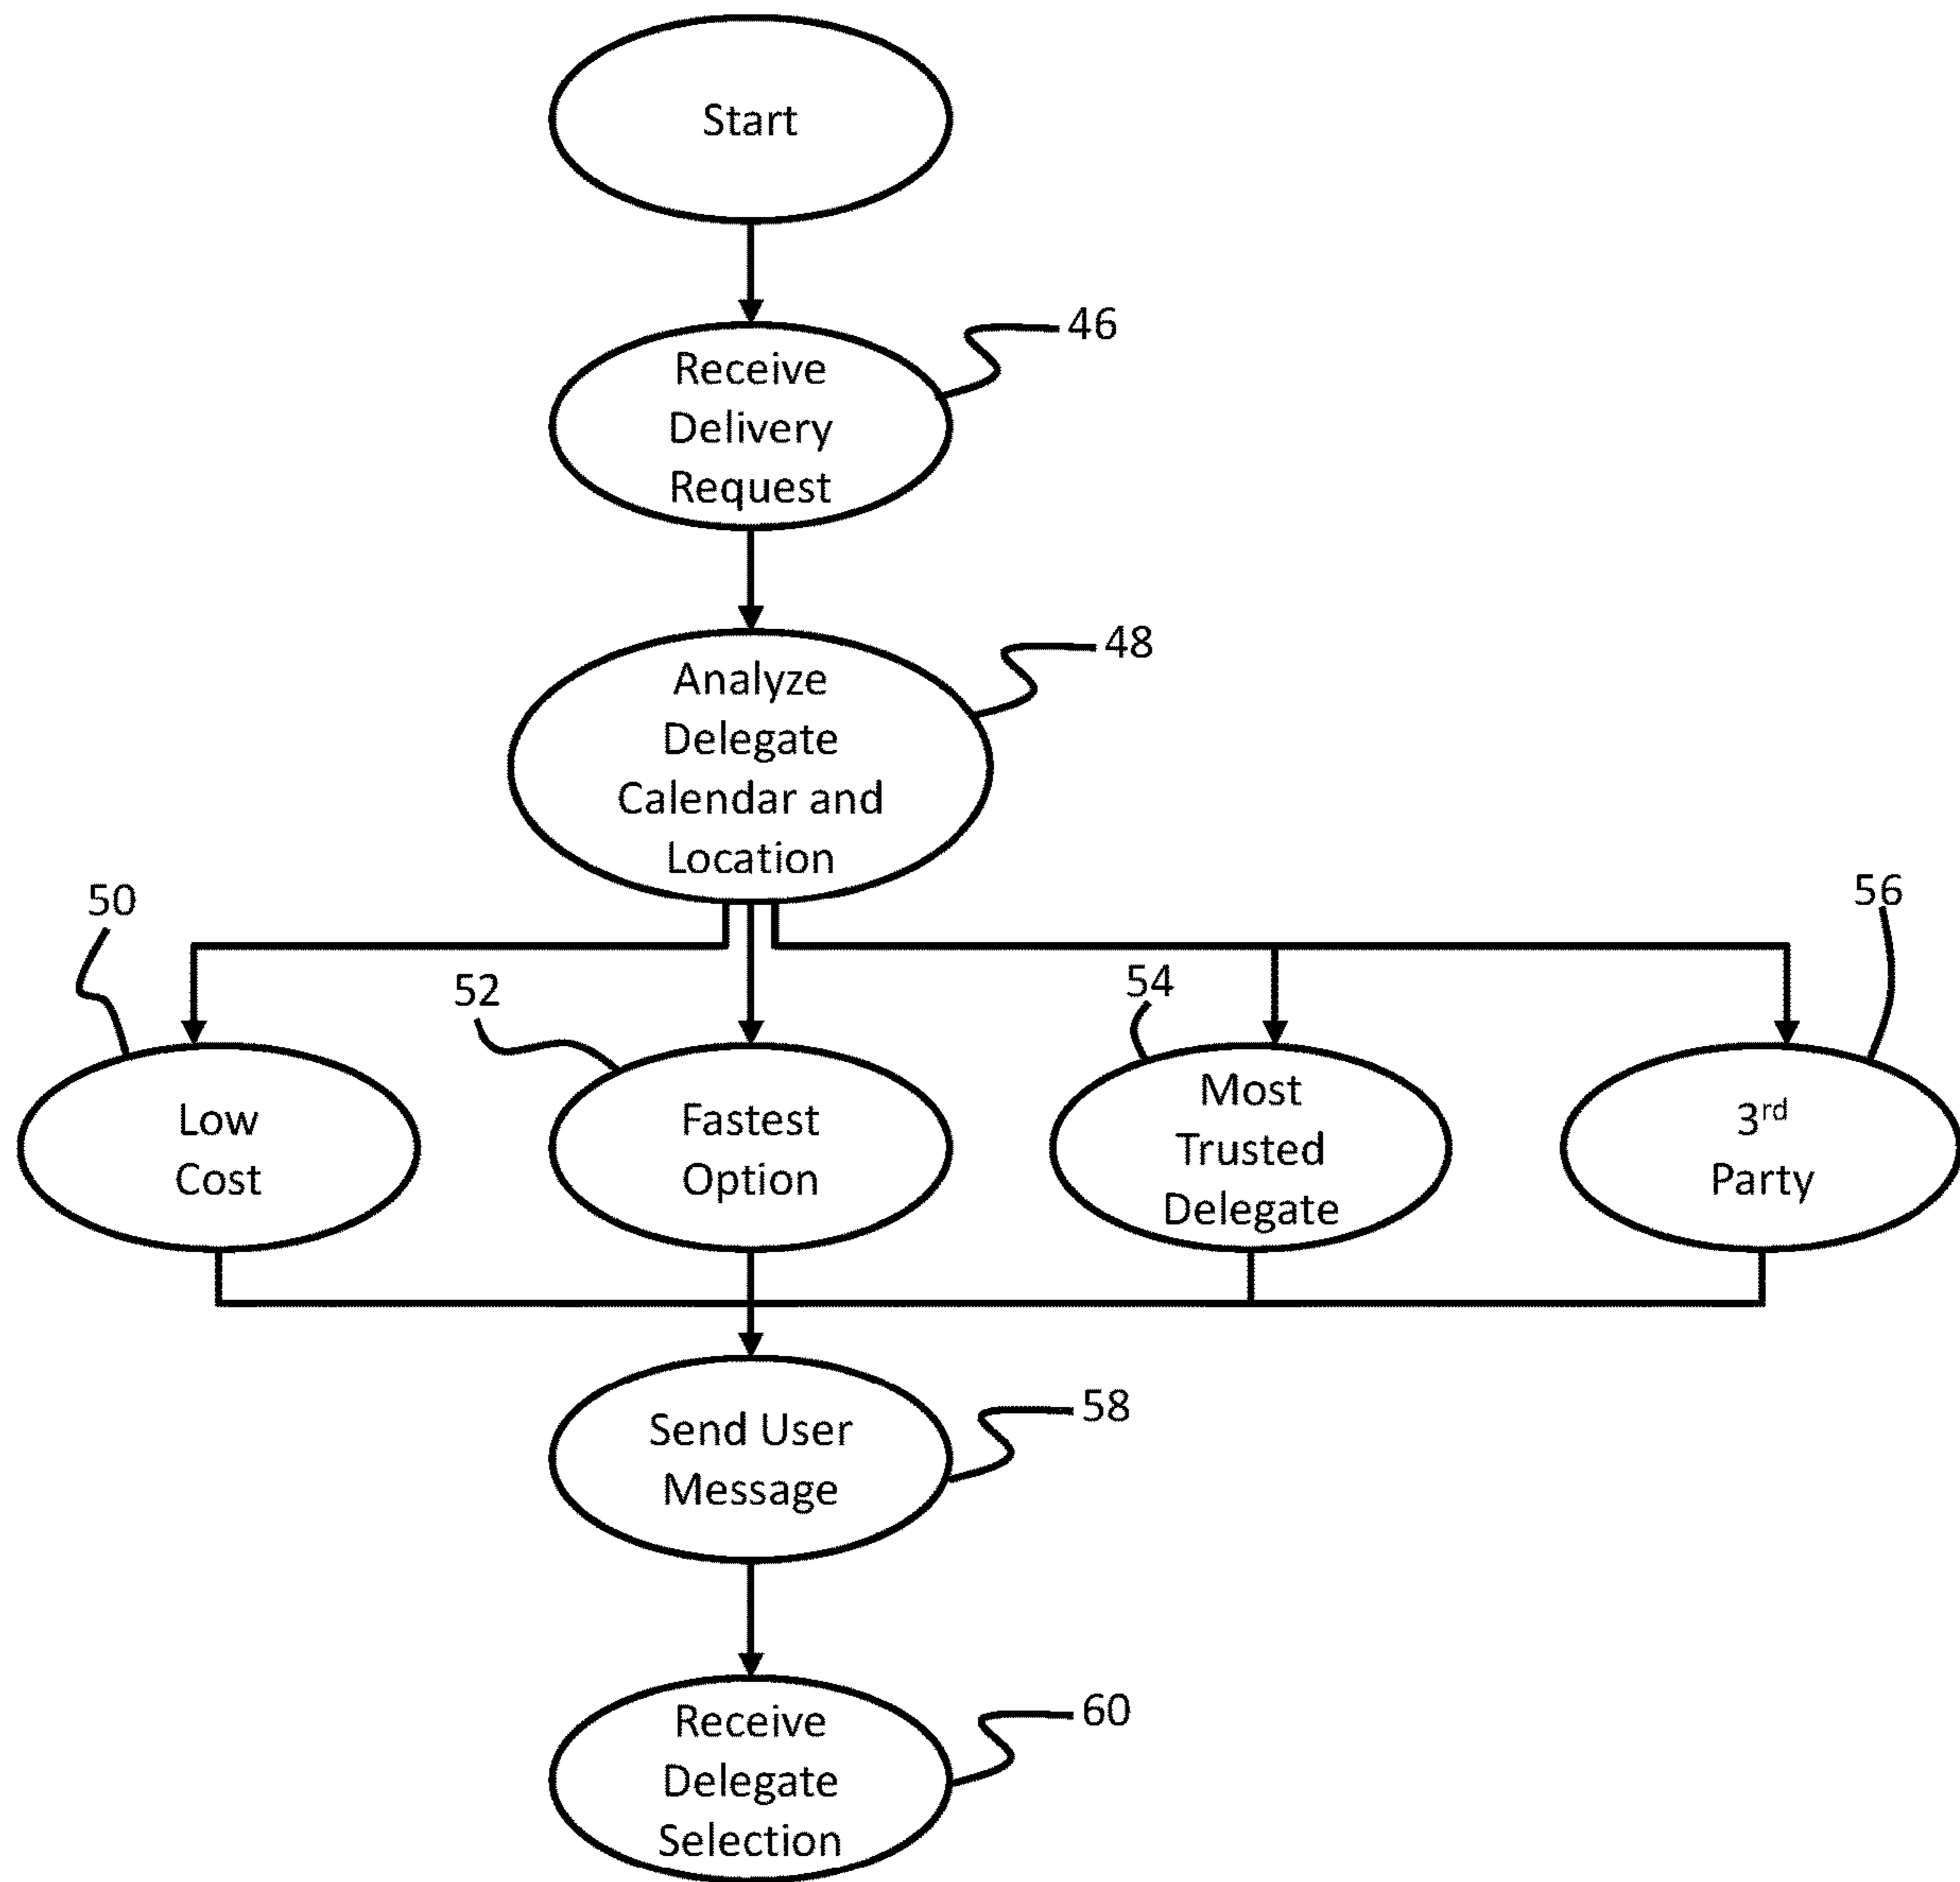 Start
46
Receive
Delivery
Request
48
Analyze
Delegate
Calendar and
Location
50
52
54
56
Low
Cost
Fastest
Option
Most
Trusted
Delegate
3rd
Party
58
Send User
Message
60
Receive
Delegate
Selection